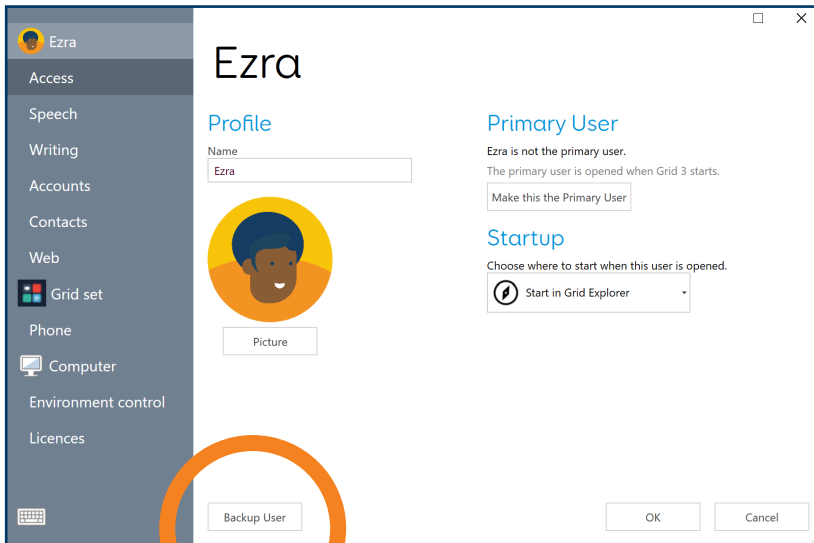 Ezra
Access
Speech
Writing
Accounts
Contacts
Web
Grid set
Phone
Computer
Environment control
Licences
Ezra
Profile
Name
Ezra
Picture
Primary User
Ezra is not the primary user.
The primary user is opened when Grid 3 starts.
Make this the Primary User
Startup
Choose where to start when this user is opened.
Start in Grid Explorer
Backup User
OK
Cancel